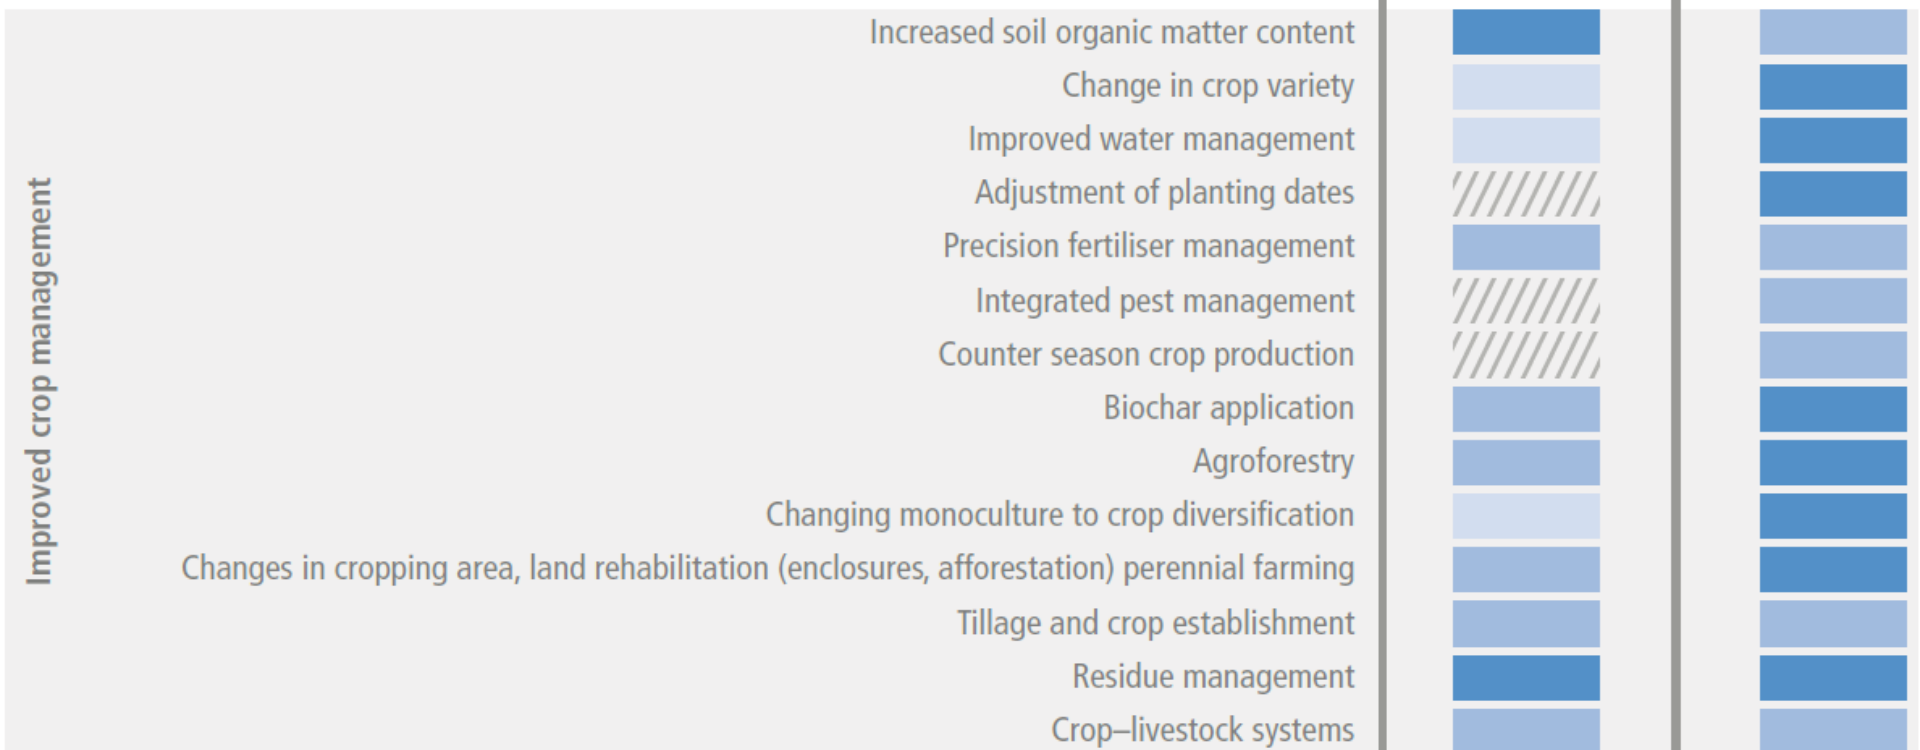 Improved crop management
Increased soil organic matter content
Change in crop variety
Improved water management
Adjustment of planting dates
Precision fertiliser management
Integrated pest management
Counter season crop production
Biochar application
Agroforestry
Changing monoculture to crop diversification
Changes in cropping area, land rehabilitation (enclosures, afforestation) perennial farming
Tillage and crop establishment
Residue management
Crop–livestock systems